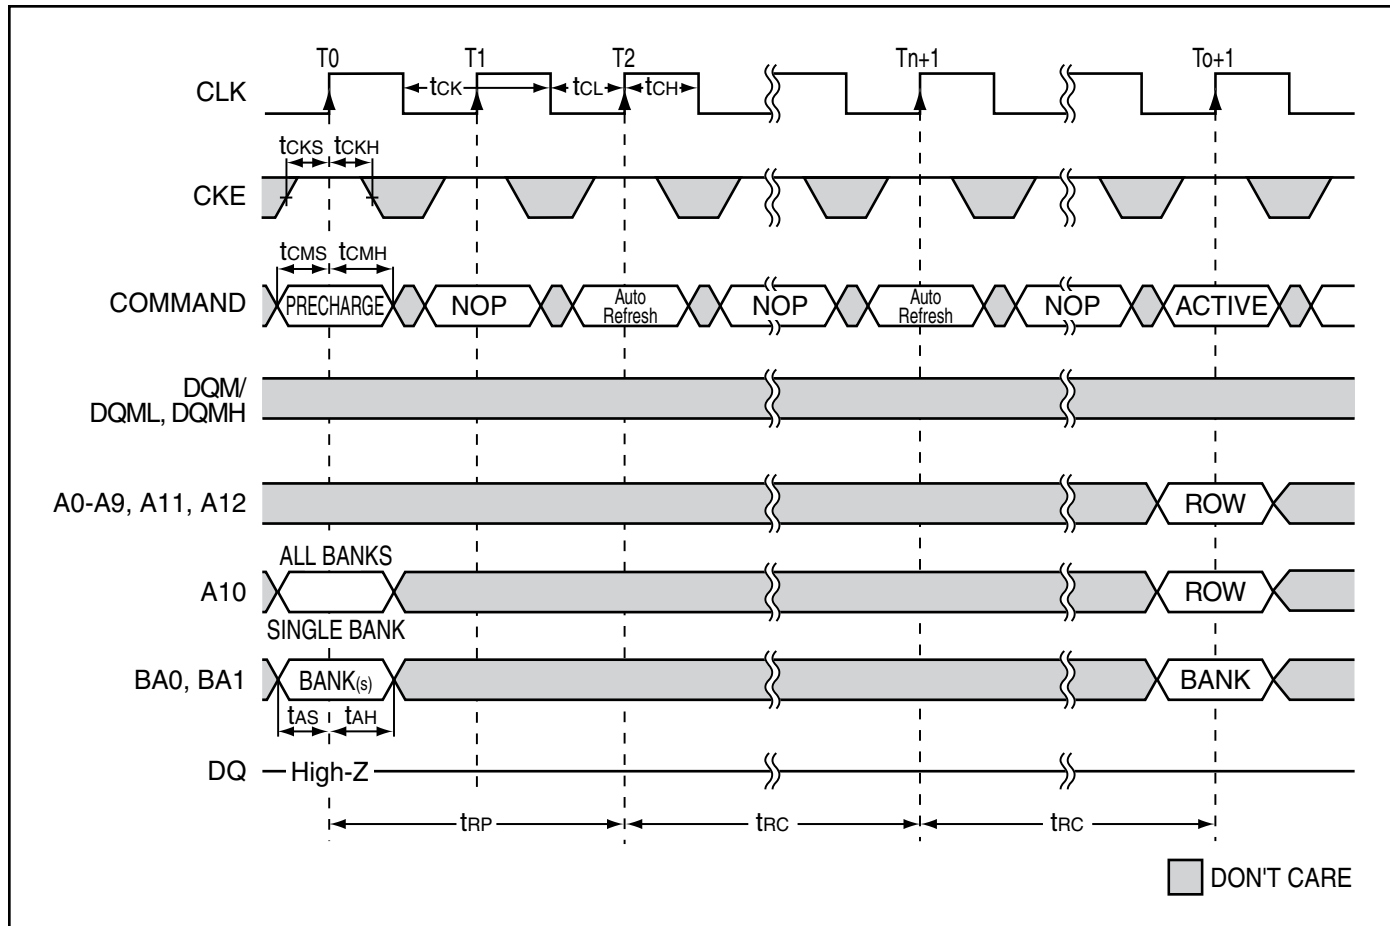 T0 T1 T2 Tn+1 To+1
CLK tCK tCL tCH
tCKS tCKH
CKE
tCMS tCMH
COMMAND PRECHARGE NOP Auto Refresh NOP Auto Refresh NOP ACTIVE
DQM/
DQML, DQMH
A0-A9, A11, A12 ROW
ALL BANKS
A10 ROW
SINGLE BANK
BA0, BA1 BANK(s) BANK
tAS tAH
DQ High-Z
tRP tRC tRC
DON'T CARE